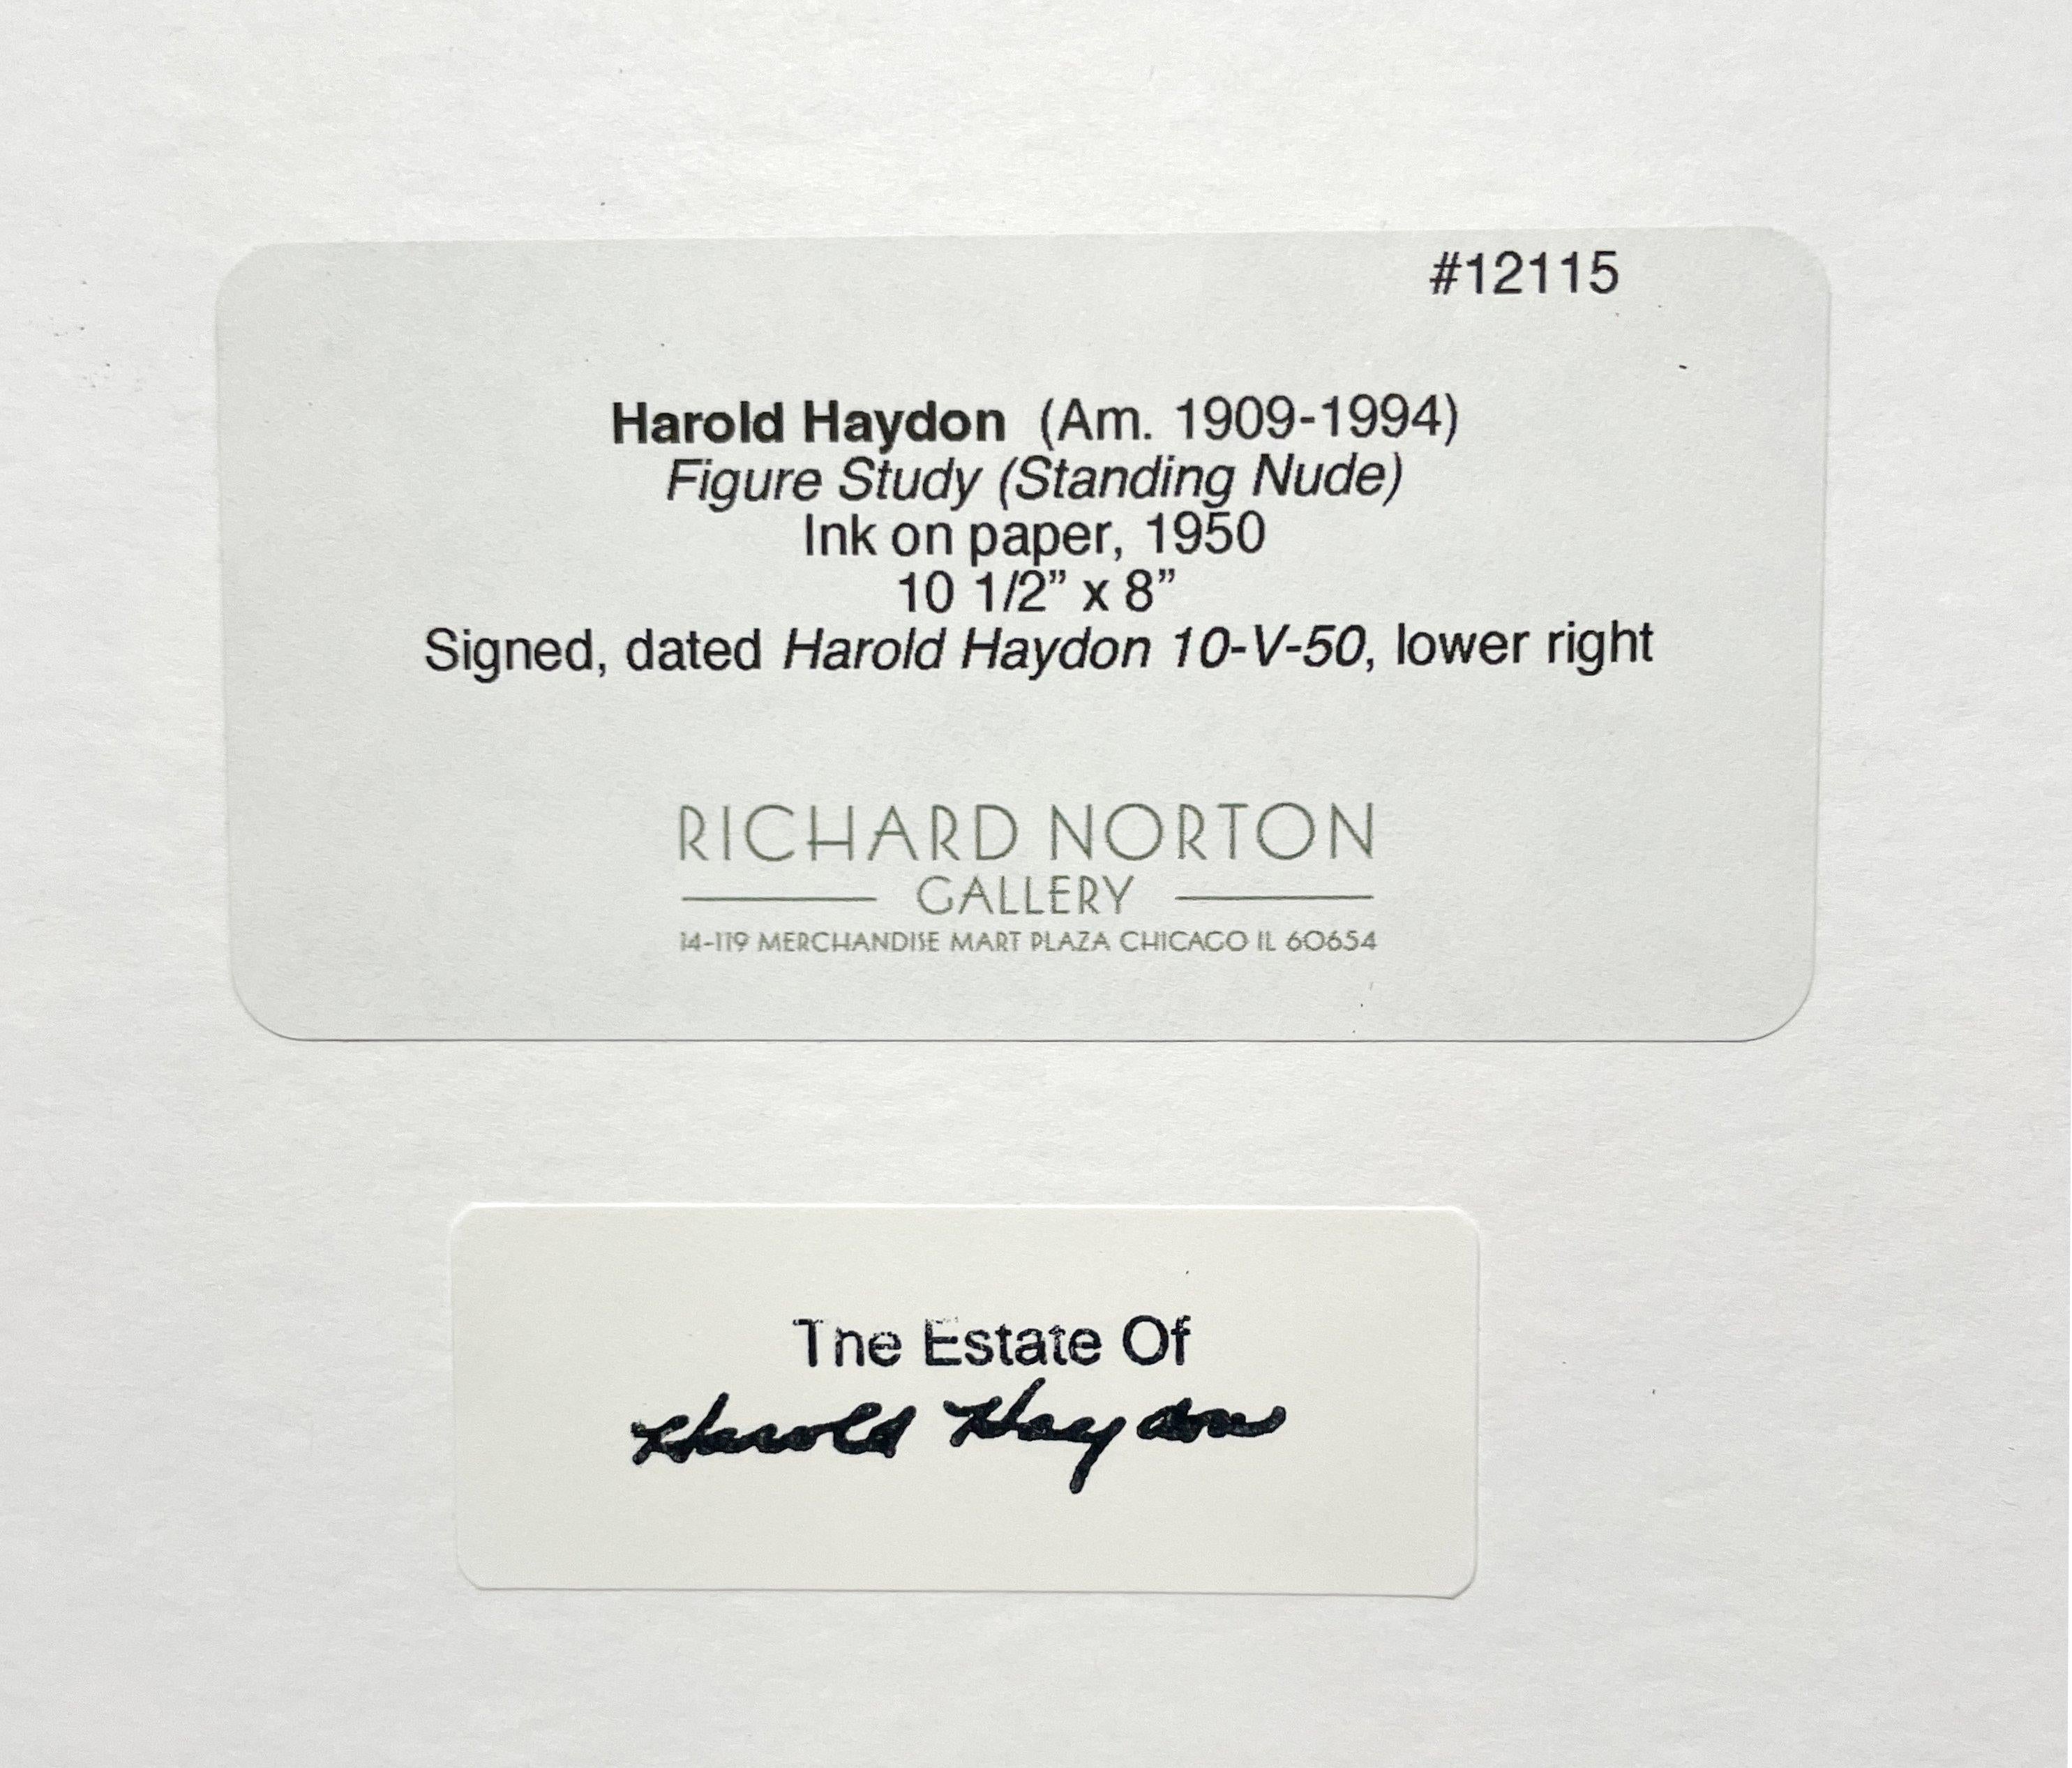 #12115
Harold Haydon (Am. 1909-1994)
Figure Study (Standing Nude)
Ink on paper, 1950
10 1/2” x 8”
Signed, dated Harold Haydon 10-V-50, lower right
RICHARD NORTON
GALLERY
14-119 MERCHANDISE MART PLAZA CHICAGO IL 60654
The Estate Of
Harold Haydon